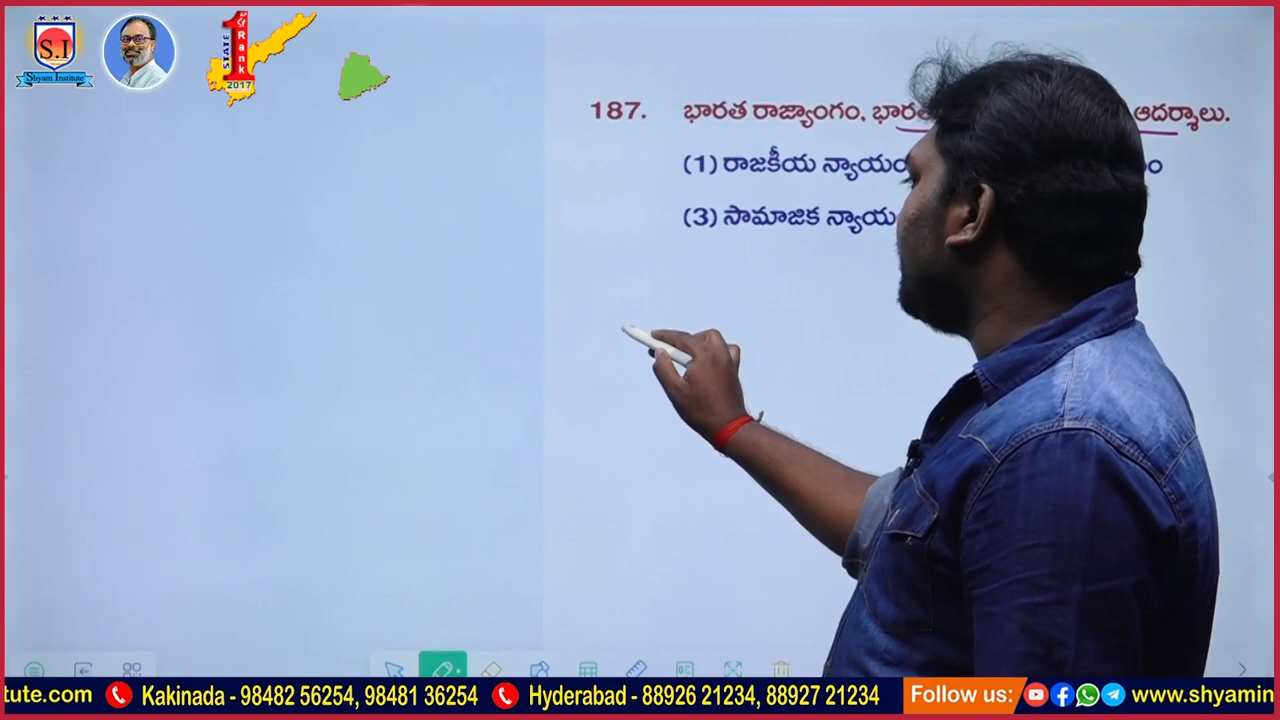 S.I
Shyam Institute
STATE
1
Rank
2017
187. భారత రాజ్యాంగం, ఆదర్శాలు.
(1) రాజకీయ న్యాయం
(3) సామాజిక న్యాయ
tute.com Kakinada - 98482 56254, 98481 36254 Hyderabad - 88926 21234, 88927 21234 Follow us: www.shyamin